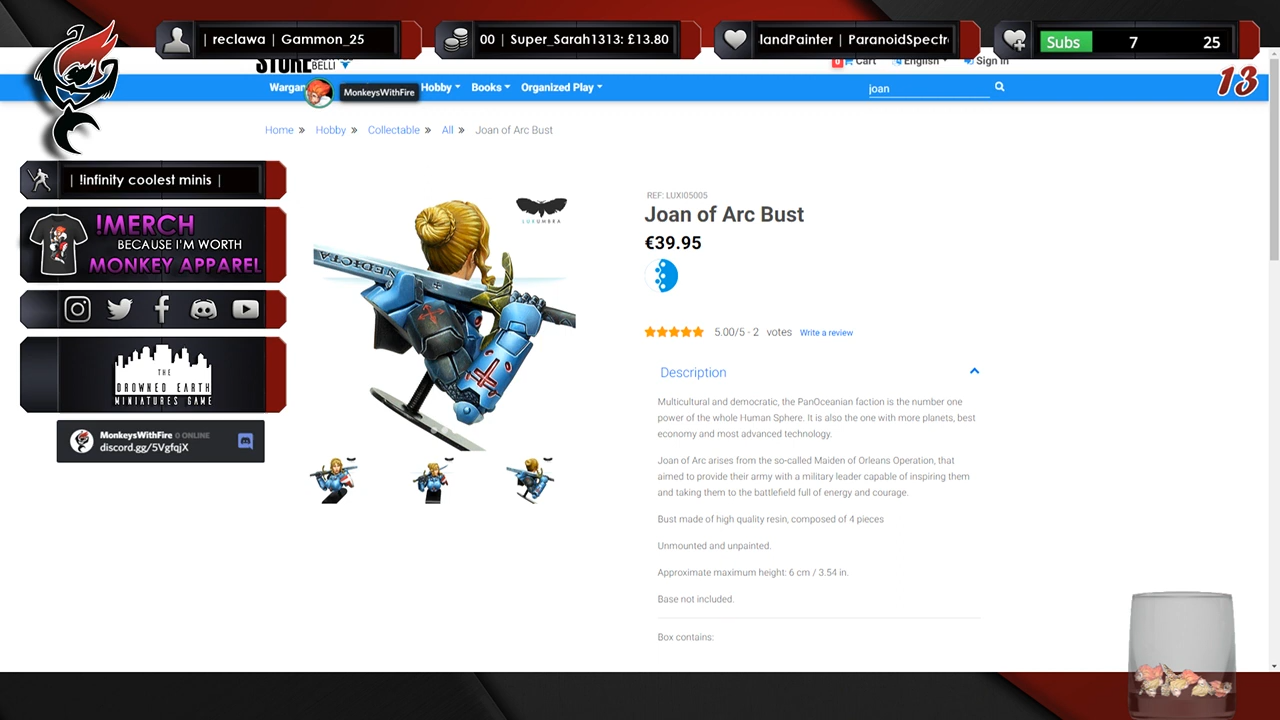 | reclawa | Gammon_25
00 | Super_Sarah1313: £13.80
landPainter | ParanoidSpectr
Subs 7 25
STORE
BELLI
0 Cart English Sign In
Wargam
MonkeysWithFire
Hobby
Books
Organized Play
joan
13
Home » Hobby » Collectable » All » Joan of Arc Bust
| !infinity coolest minis |
!MERCH
BECAUSE I'M WORTH
MONKEY APPAREL
THE
DROWNED EARTH
MINIATURES GAME
MonkeysWithFire 0 ONLINE
discord.gg/5VgfqjX
LUXUMBRA
NEDICTA
REF: LUXI05005
Joan of Arc Bust
€39.95
5.00/5 · 2 votes Write a review
Description
Multicultural and democratic, the PanOceanian faction is the number one
power of the whole Human Sphere. It is also the one with more planets, best
economy and most advanced technology.
Joan of Arc arises from the so-called Maiden of Orleans Operation, that
aimed to provide their army with a military leader capable of inspiring them
and taking them to the battlefield full of energy and courage.
Bust made of high quality resin, composed of 4 pieces
Unmounted and unpainted.
Approximate maximum height: 6 cm / 3.54 in.
Base not included.
Box contains: